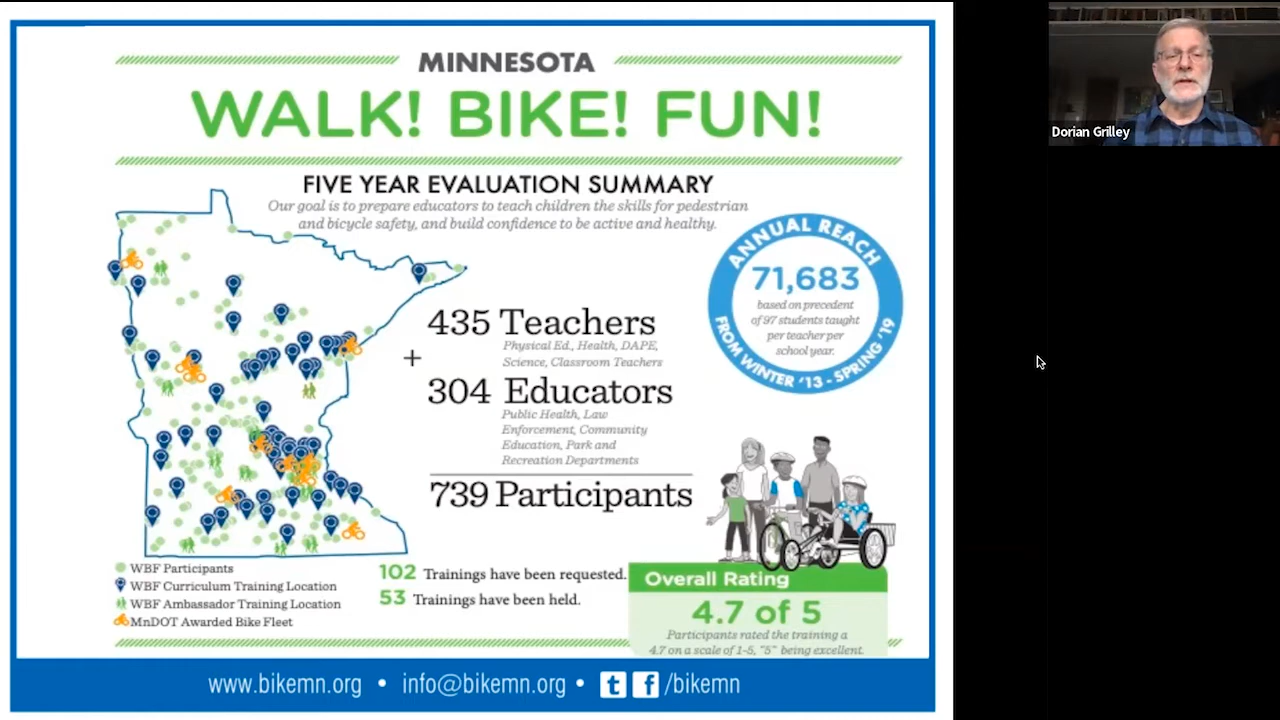 MINNESOTA
WALK! BIKE! FUN!
FIVE YEAR EVALUATION SUMMARY
Our goal is to prepare educators to teach children the skills for pedestrian
and bicycle safety, and build confidence to be active and healthy.
ANNUAL REACH
71,683
based on precedent
of 97 students taught
per teacher per
school year.
FROM WINTER '13 - SPRING '19
435 Teachers
Physical Ed., Health, DAPE,
Science, Classroom Teachers
+
304 Educators
Public Health, Law
Enforcement, Community
Education, Park and
Recreation Departments
739 Participants
WBF Participants
WBF Curriculum Training Location
WBF Ambassador Training Location
MnDOT Awarded Bike Fleet
102 Trainings have been requested.
53 Trainings have been held.
Overall Rating
4.7 of 5
Participants rated the training a
4.7 on a scale of 1-5, "5" being excellent.
www.bikemn.org • info@bikemn.org • t f /bikemn
Dorian Grilley